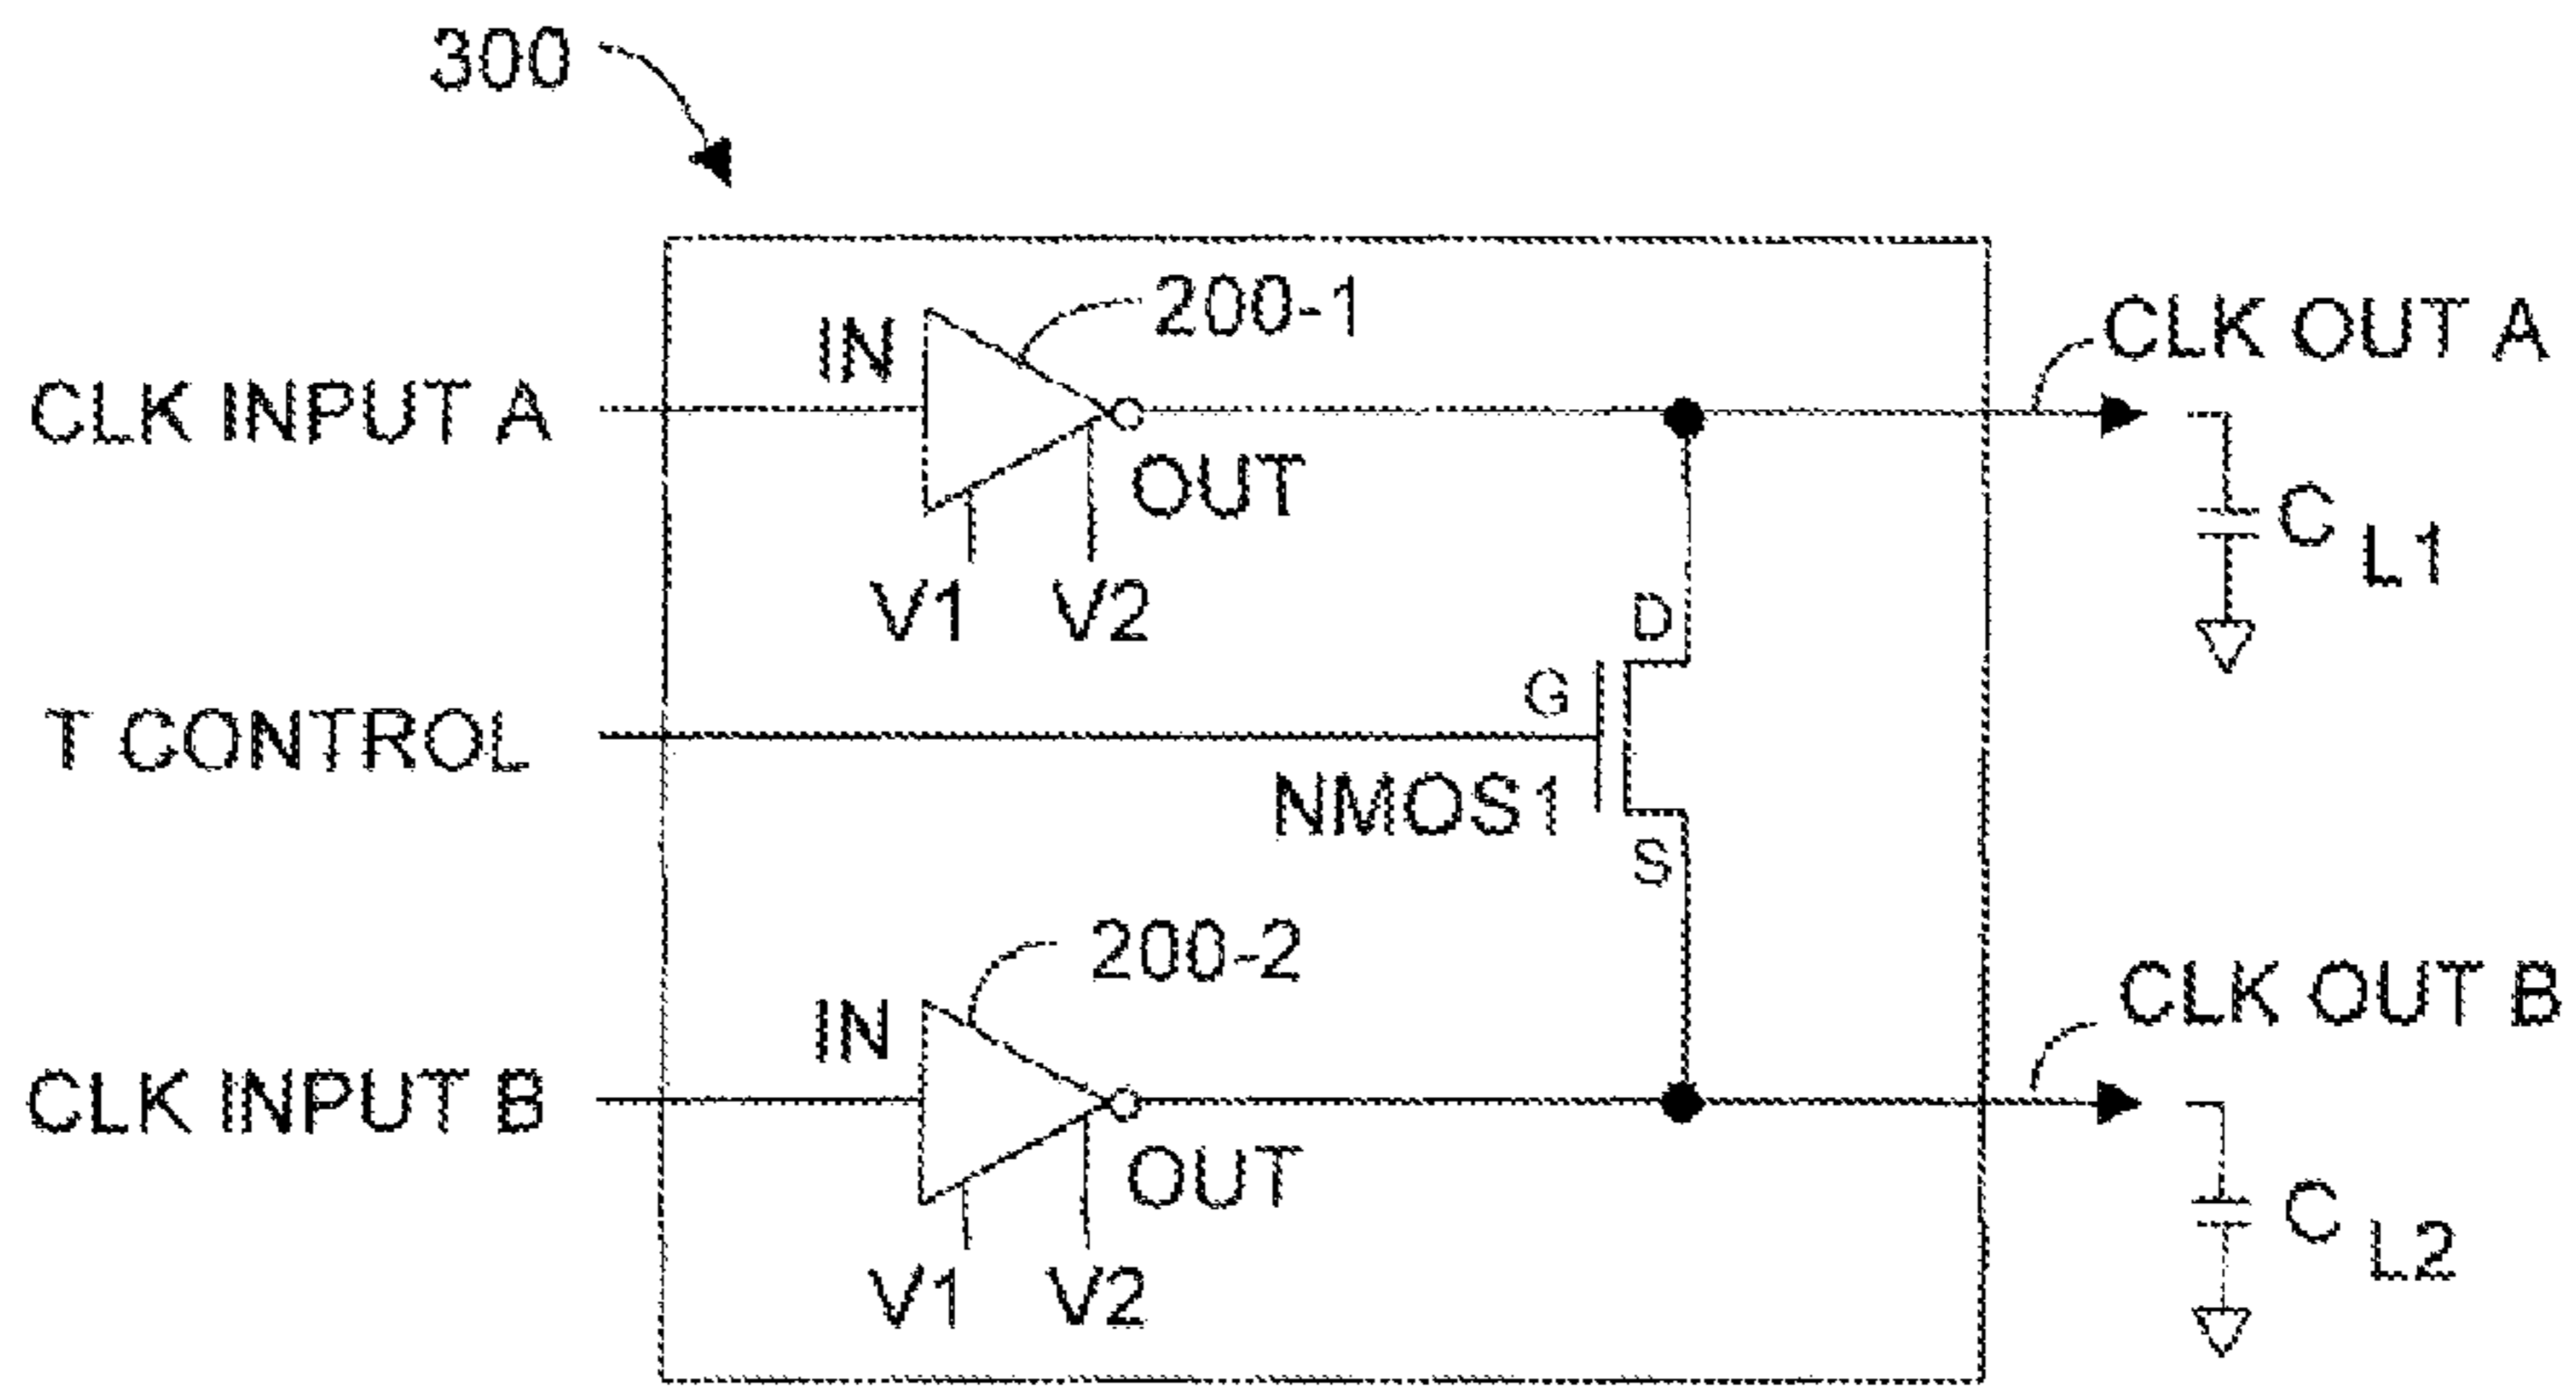 300
200-1
IN
CLK OUT A
CLK INPUT A
OUT
C L1
V1 V2
D
G
T CONTROL
NMOS1
S
200-2
IN
CLK OUT B
CLK INPUT B
OUT
C L2
V1 V2